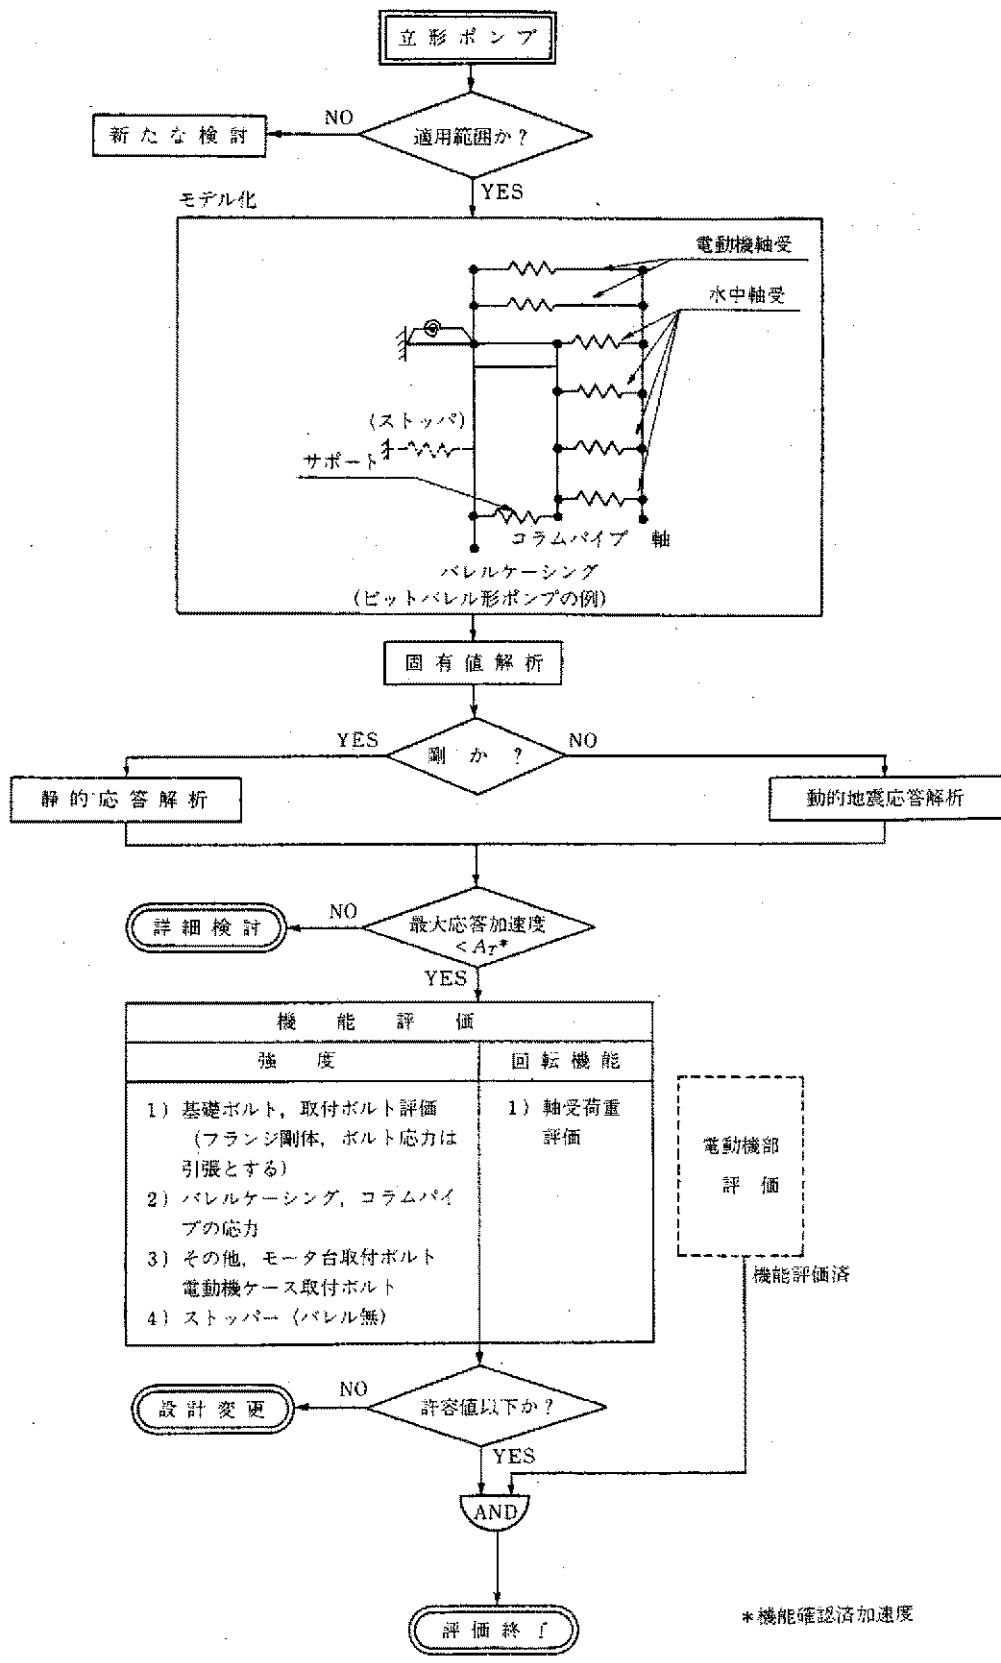 立形ポンプ
NO
適用範囲か？
新たな検討
YES
モデル化
電動機軸受
水中軸受
(ストッパ)
サポート
コラムパイプ 軸
バレルケーシング
(ピットバレル形ポンプの例)
固有値解析
YES
剛か？
NO
静的応答解析
動的地震応答解析
詳細検討
NO
最大応答加速度
< AT*
YES
機能評価
強度
回転機能
1) 基礎ボルト，取付ボルト評価
(フランジ剛体，ボルト応力は
引張とする)
2) バレルケーシング，コラムパイ
プの応力
3) その他，モータ台取付ボルト
電動機ケース取付ボルト
4) ストッパー (バレル無)
1) 軸受荷重
評価
電動機部
評価
機能評価済
設計変更
NO
許容値以下か？
YES
AND
評価終了
*機能確認済加速度